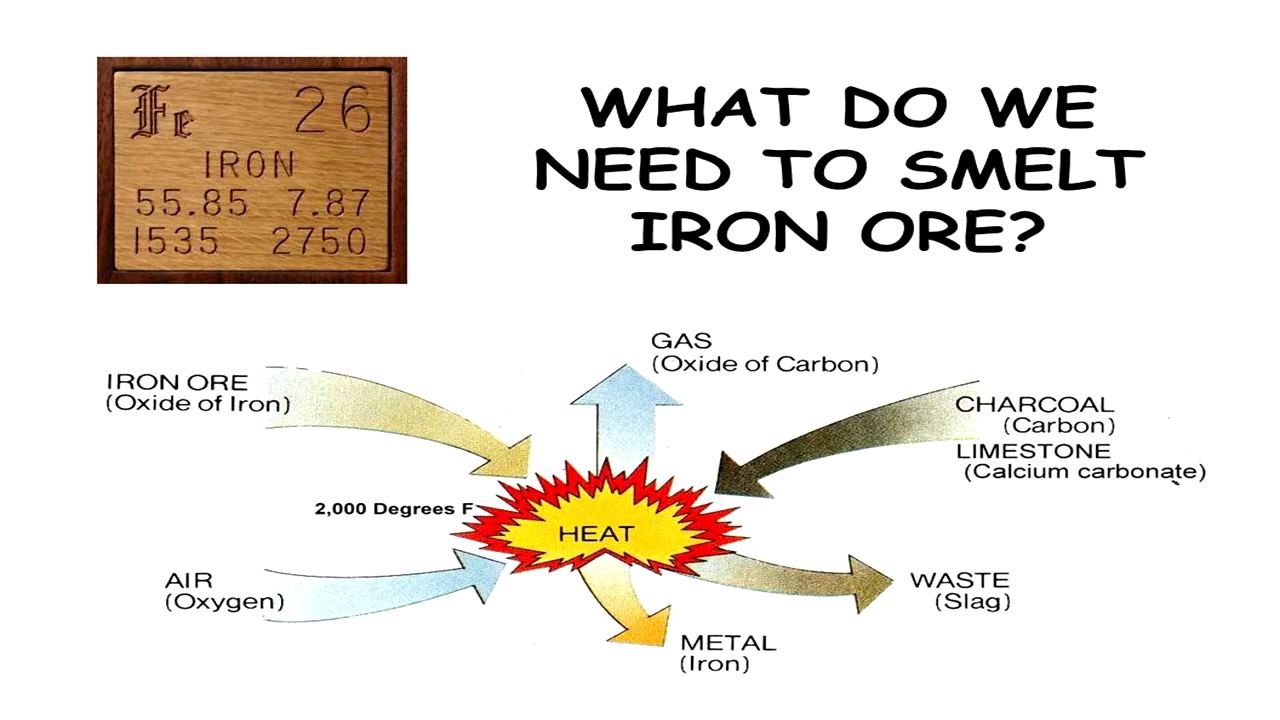 Fe 26
IRON
55.85 7.87
1535 2750
WHAT DO WE
NEED TO SMELT
IRON ORE?
GAS
(Oxide of Carbon)
IRON ORE
(Oxide of Iron)
CHARCOAL
(Carbon)
LIMESTONE
(Calcium carbonate)
2,000 Degrees F
HEAT
AIR
(Oxygen)
WASTE
(Slag)
METAL
(Iron)